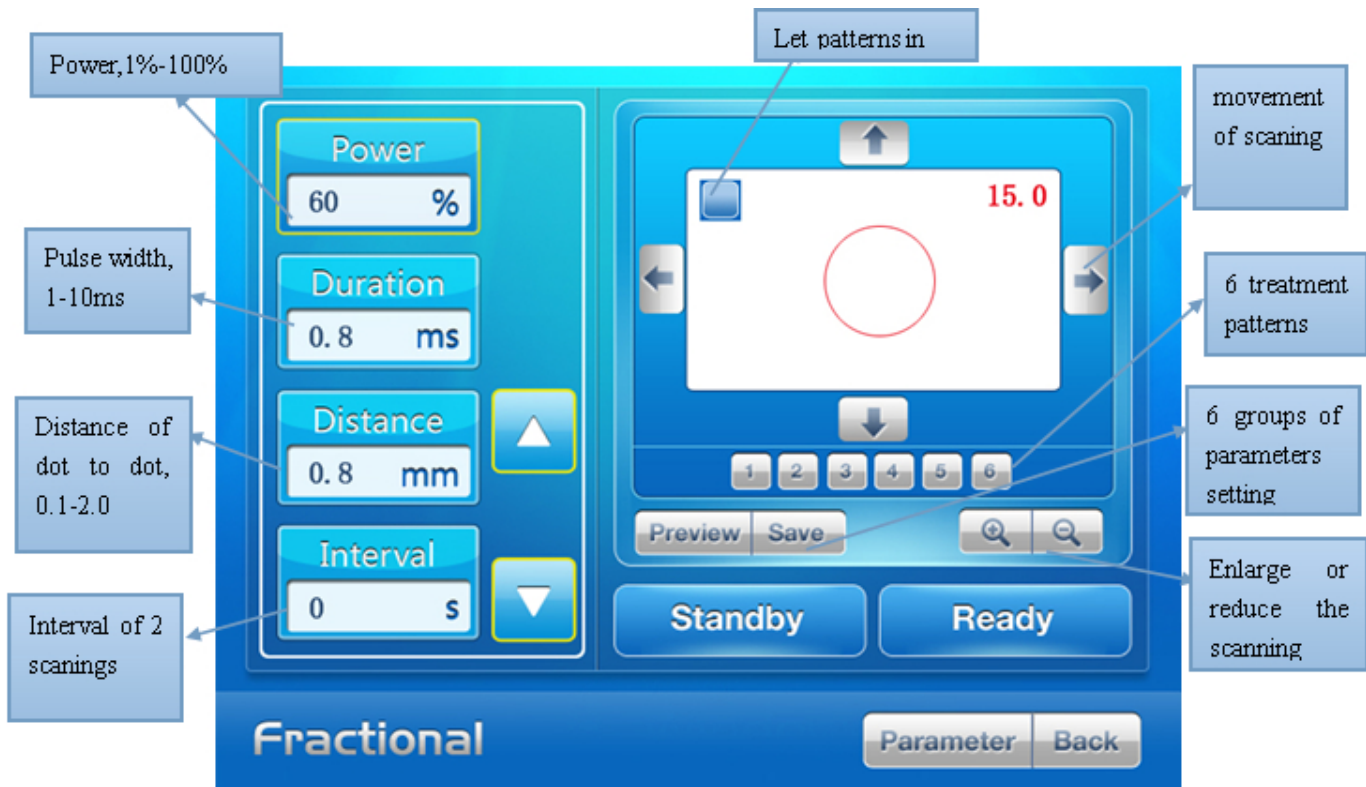 Let patterns in
Power,1%-100%
movement
of scaning
Power
60 %
15.0
Pulse width,
1-10ms
Duration
0.8 ms
6 treatment
patterns
Distance of
dot to dot,
0.1-2.0
Distance
0.8 mm
6 groups of
parameters
setting
1 2 3 4 5 6
Preview Save
Interval
0 s
Enlarge or
reduce the
scanning
Interval of 2
scanings
Standby Ready
Fractional
Parameter Back